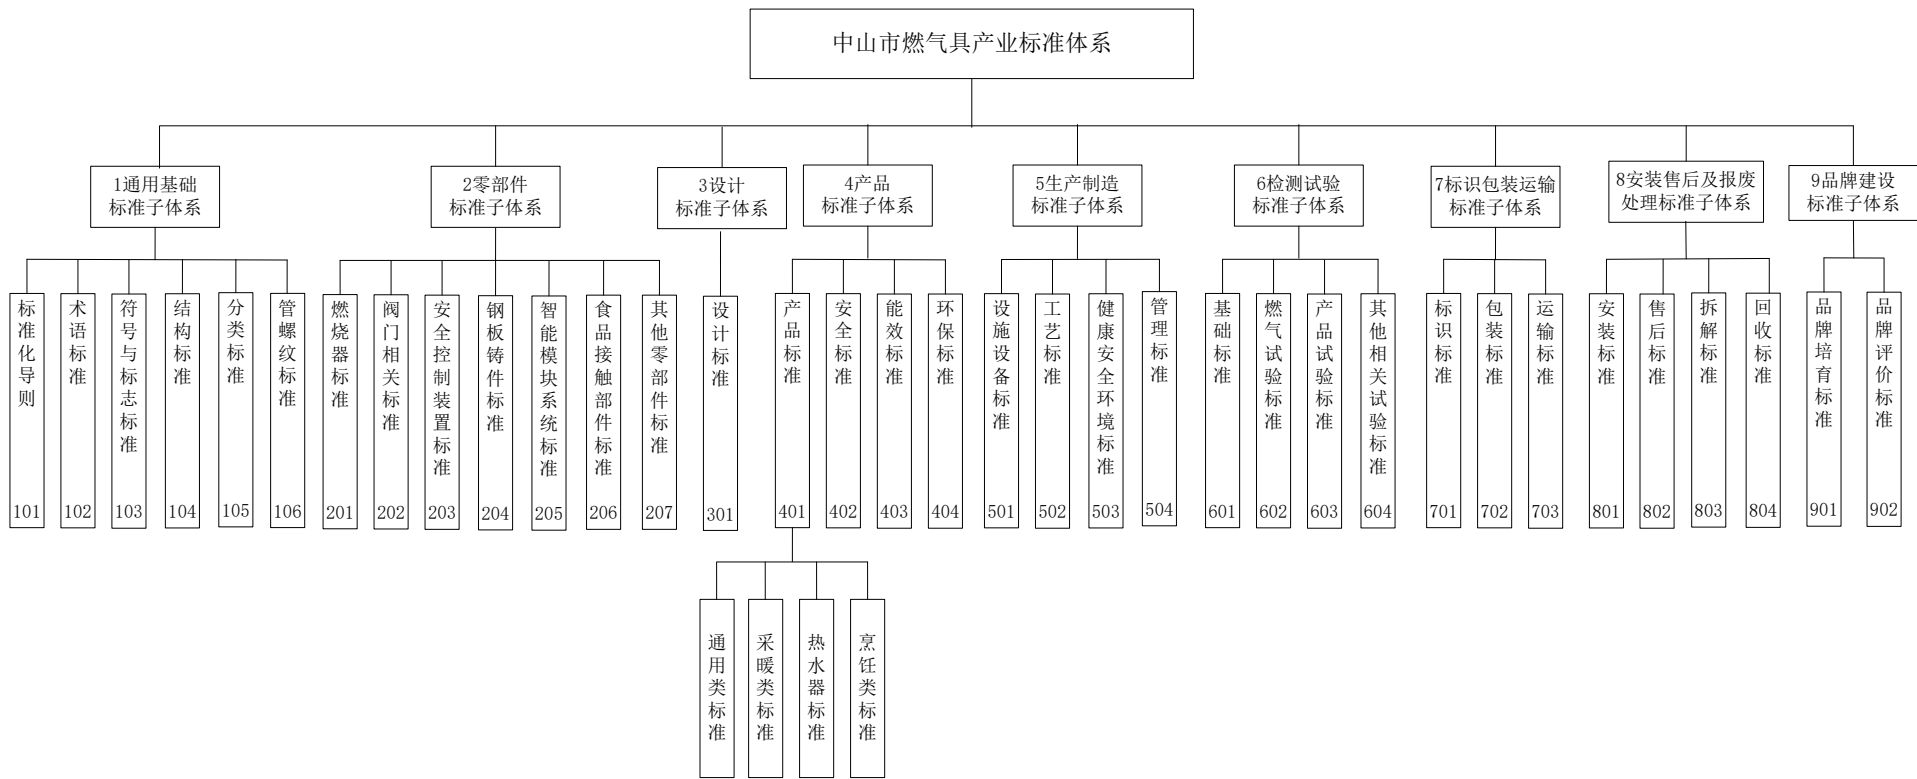 中山市燃气具产业标准体系
1通用基础
标准子体系
2零部件
标准子体系
3设计
标准子体系
4产品
标准子体系
5生产制造
标准子体系
6检测试验
标准子体系
7标识包装运输
标准子体系
8安装售后及报废
处理标准子体系
9品牌建设
标准子体系
标准化导则
101
术语标准
102
符号与标志标准
103
结构标准
104
分类标准
105
管螺纹标准
106
燃烧器标准
201
阀门相关标准
202
安全控制装置标准
203
钢板铸件标准
204
智能模块系统标准
205
食品接触部件标准
206
其他零部件标准
207
设计标准
301
产品标准
401
安全标准
402
能效标准
403
环保标准
404
设施设备标准
501
工艺标准
502
健康安全环境标准
503
管理标准
504
基础标准
601
燃气试验标准
602
产品试验标准
603
其他相关试验标准
604
标识标准
701
包装标准
702
运输标准
703
安装标准
801
售后标准
802
拆解标准
803
回收标准
804
品牌培育标准
901
品牌评价标准
902
通用类标准
采暖类标准
热水器标准
烹饪类标准